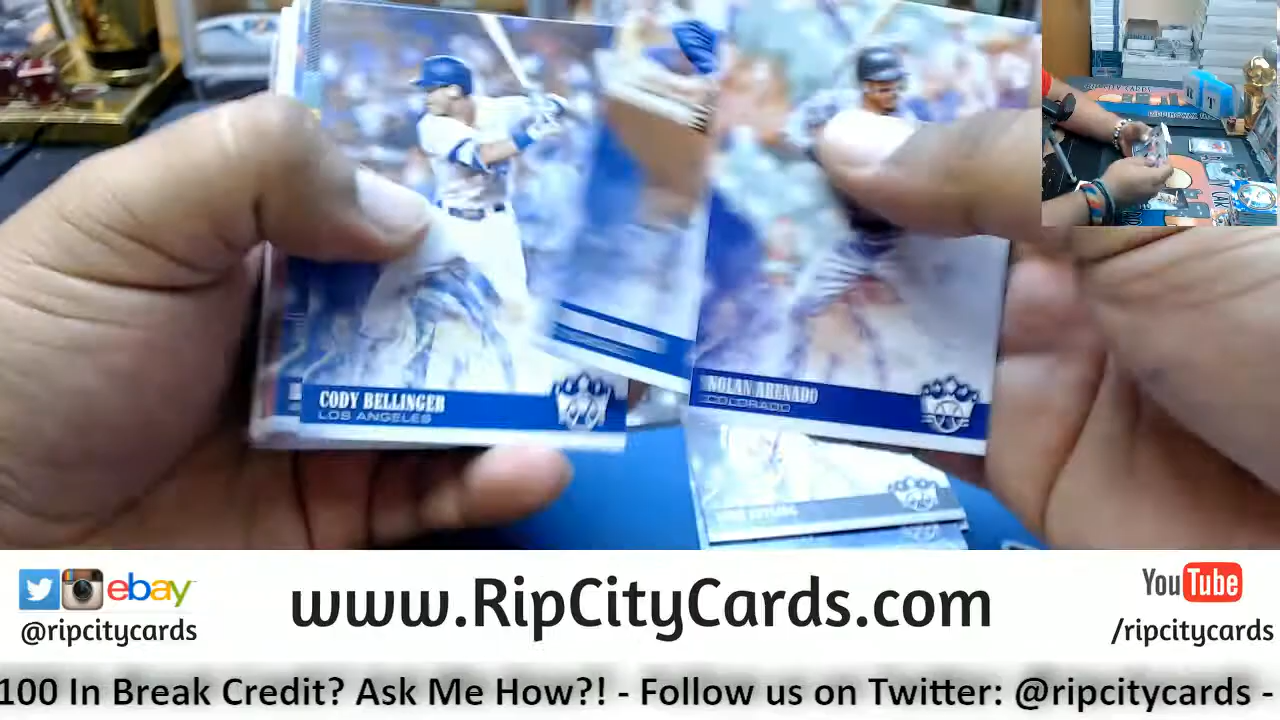 CODY BELLINGER
LOS ANGELES
NOLAN ARENADO
COLORADO
ebay
@ripcitycards
www.RipCityCards.com
YouTube
/ripcitycards
100 In Break Credit? Ask Me How?! - Follow us on Twitter: @ripcitycards -